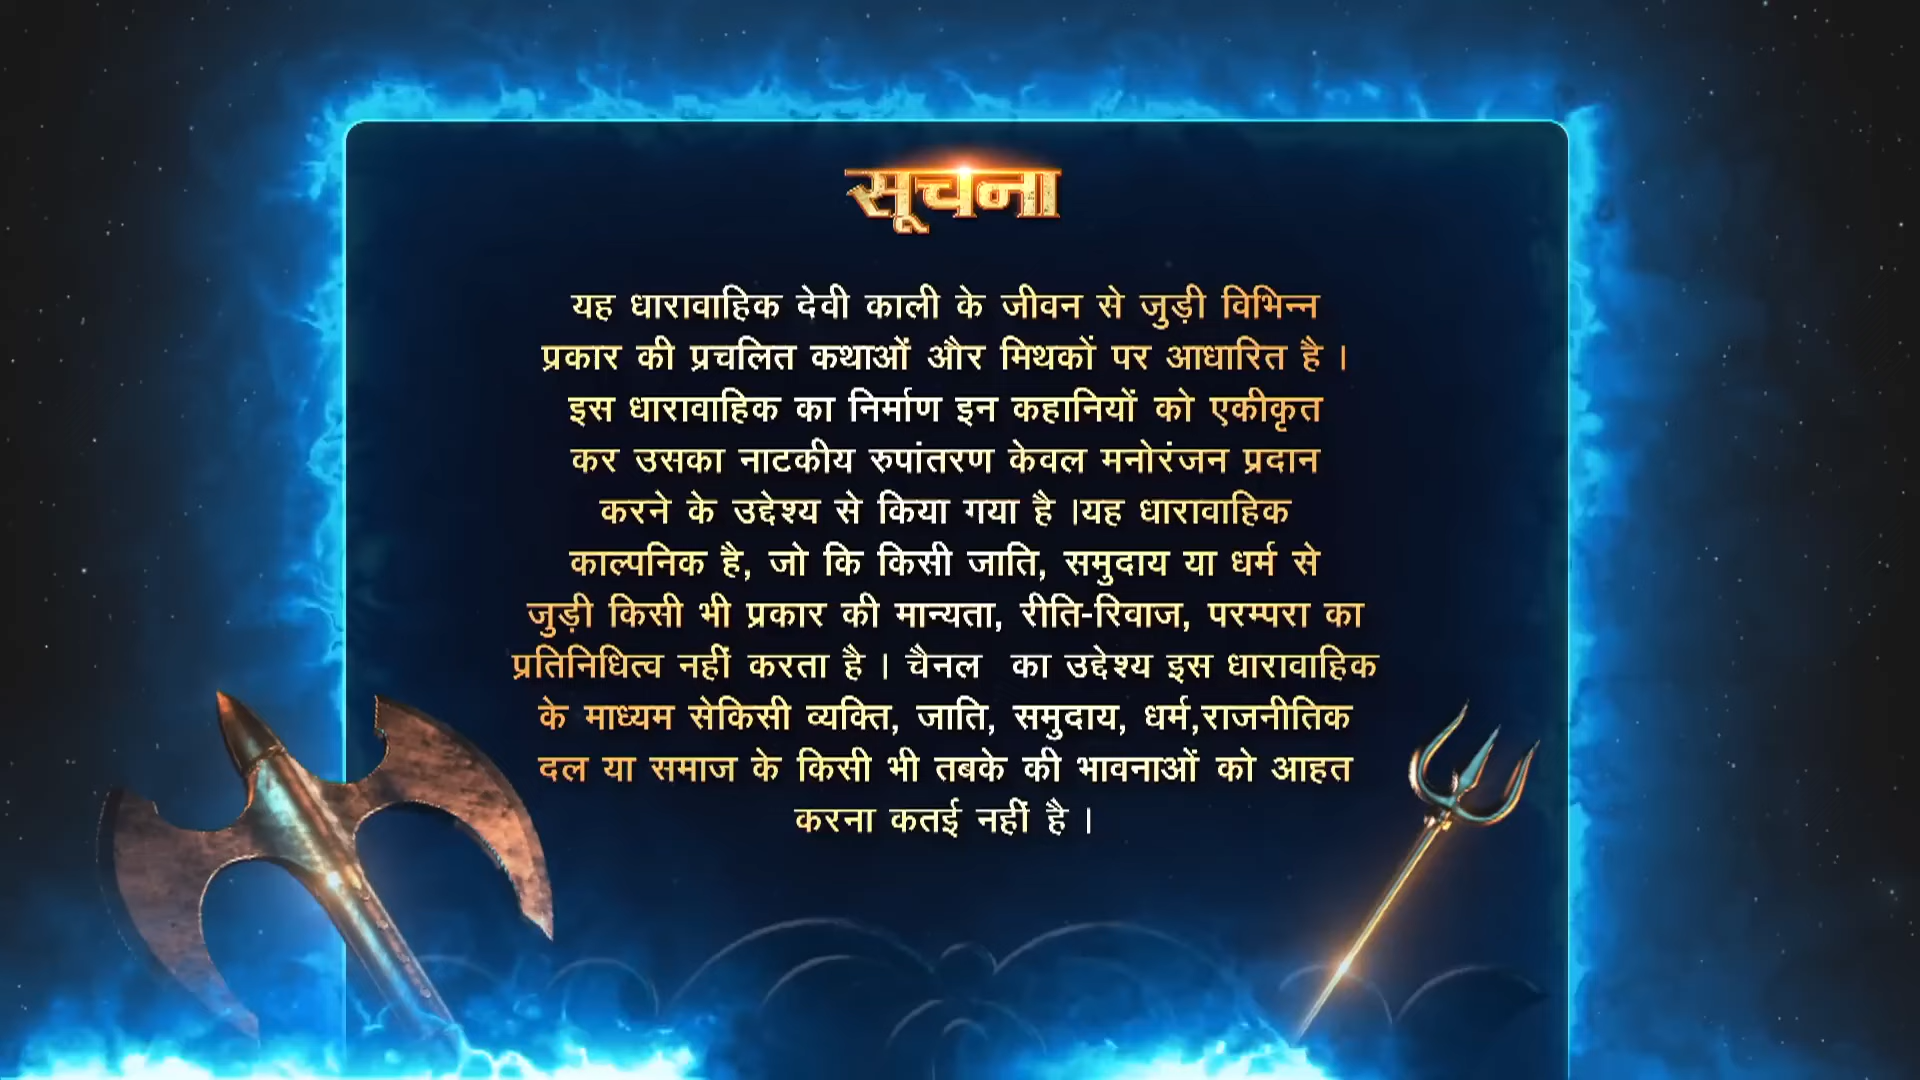 सूचना
यह धारावाहिक देवी काली के जीवन से जुड़ी विभिन्न
प्रकार की प्रचलित कथाओं और मिथकों पर आधारित है ।
इस धारावाहिक का निर्माण इन कहानियों को एकीकृत
कर उसका नाटकीय रुपांतरण केवल मनोरंजन प्रदान
करने के उद्देश्य से किया गया है ।यह धारावाहिक
काल्पनिक है, जो कि किसी जाति, समुदाय या धर्म से
जुड़ी किसी भी प्रकार की मान्यता, रीति-रिवाज, परम्परा का
प्रतिनिधित्व नहीं करता है । चैनल  का उद्देश्य इस धारावाहिक
के माध्यम सेकिसी व्यक्ति, जाति, समुदाय, धर्म,राजनीतिक
दल या समाज के किसी भी तबके की भावनाओं को आहत
करना कतई नहीं है ।